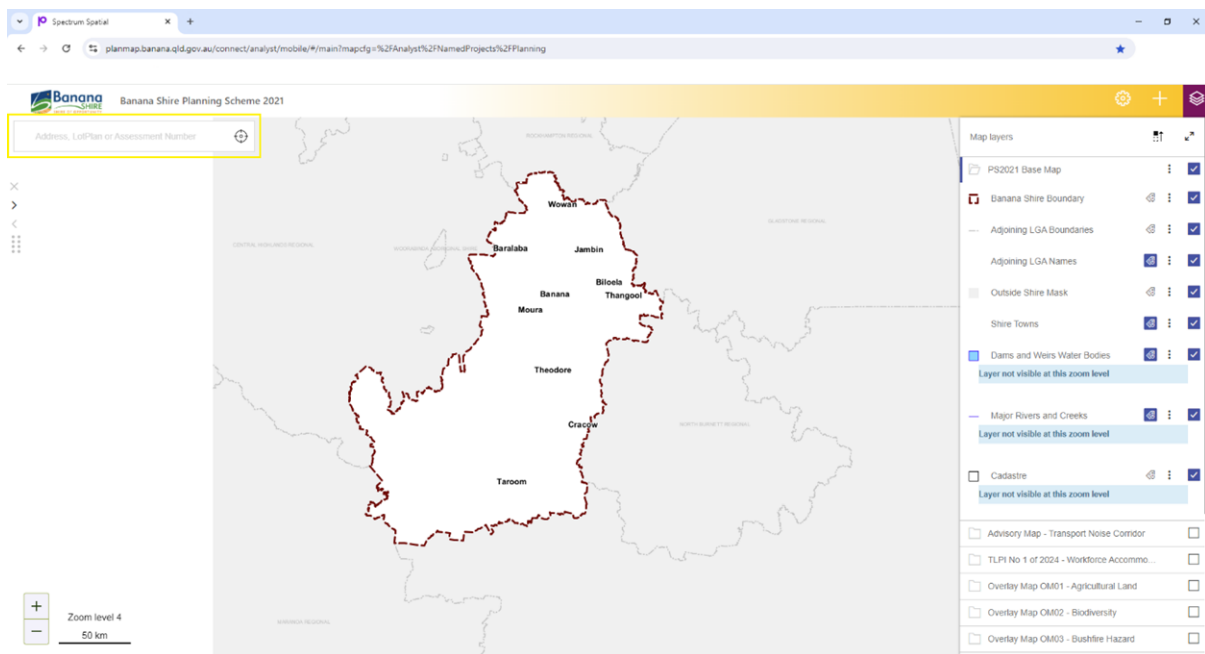 Spectrum Spatial
planmap.banana.qld.gov.au/connect/analyst/mobile/#/main?mapcfg=%2FAnalyst%2FNamedProjects%2FPlanning
Banana
SHIRE
Banana Shire Planning Scheme 2021
Address, LotPlan or Assessment Number
Map layers
PS2021 Base Map
Banana Shire Boundary
Adjoining LGA Boundaries
Adjoining LGA Names
Outside Shire Mask
Shire Towns
Dams and Weirs Water Bodies
Layer not visible at this zoom level
Major Rivers and Creeks
Layer not visible at this zoom level
Cadastre
Layer not visible at this zoom level
Advisory Map - Transport Noise Corridor
TLPI No 1 of 2024 - Workforce Accommo...
Overlay Map OM01 - Agricultural Land
Overlay Map OM02 - Biodiversity
Overlay Map OM03 - Bushfire Hazard
ROCKHAMPTON REGIONAL
GLADSTONE REGIONAL
CENTRAL HIGHLANDS REGIONAL
WOORABINDA ABORIGINAL SHIRE
NORTH BURNETT REGIONAL
MARANOA REGIONAL
Wowan
Baralaba
Jambin
Biloela
Banana
Thangool
Moura
Theodore
Cracow
Taroom
Zoom level 4
50 km